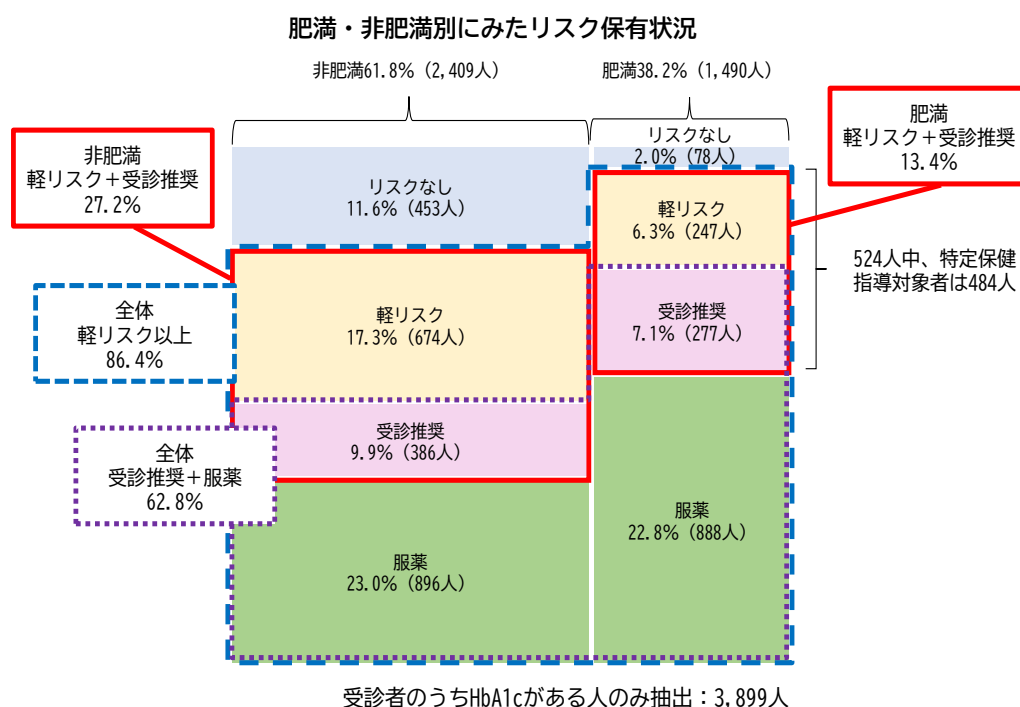 肥満・非肥満別にみたリスク保有状況
非肥満61.8%（2,409人）
肥満38.2%（1,490人）
非肥満
軽リスク＋受診推奨
27.2%
リスクなし
11.6%（453人）
リスクなし
2.0%（78人）
肥満
軽リスク＋受診推奨
13.4%
軽リスク
6.3%（247人）
524人中、特定保健
指導対象者は484人
全体
軽リスク以上
86.4%
軽リスク
17.3%（674人）
受診推奨
7.1%（277人）
全体
受診推奨＋服薬
62.8%
受診推奨
9.9%（386人）
服薬
23.0%（896人）
服薬
22.8%（888人）
受診者のうちHbA1cがある人のみ抽出：3,899人